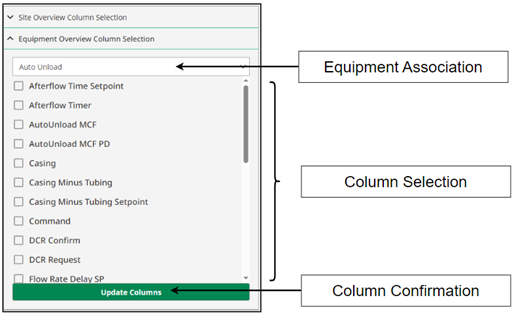 Site Overview Column Selection
Equipment Overview Column Selection
Auto Unload
Equipment Association
Afterflow Time Setpoint
Afterflow Timer
AutoUnload MCF
AutoUnload MCF PD
Casing
Casing Minus Tubing
Column Selection
Casing Minus Tubing Setpoint
Command
DCR Confirm
DCR Request
Flow Rate Delay SP
Update Columns
Column Confirmation